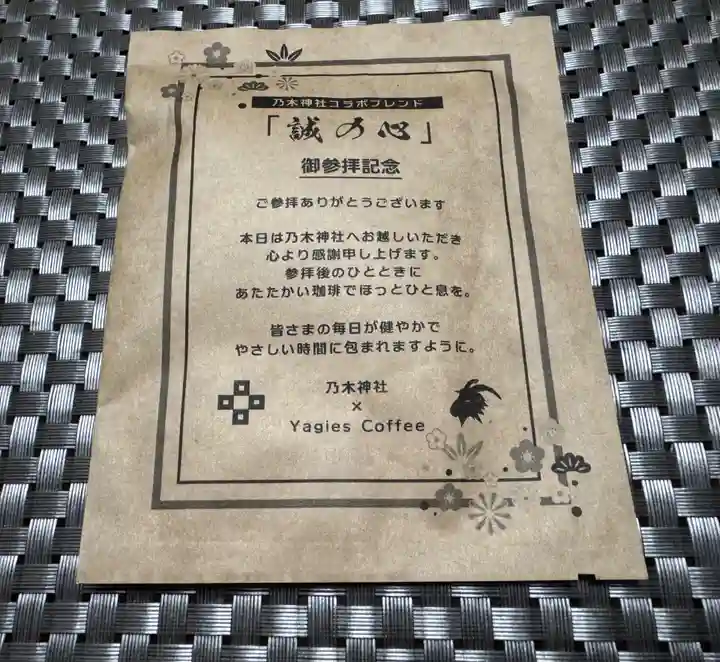 乃木神社コラボブレンド
「誠の心」
御参拝記念
ご参拝ありがとうございます
本日は乃木神社へお越しいただき
心より感謝申し上げます。
参拝後のひとときに
あたたかい珈琲でほっとひと息を。
皆さまの毎日が健やかで
やさしい時間に包まれますように。
乃木神社
×
Yagies Coffee